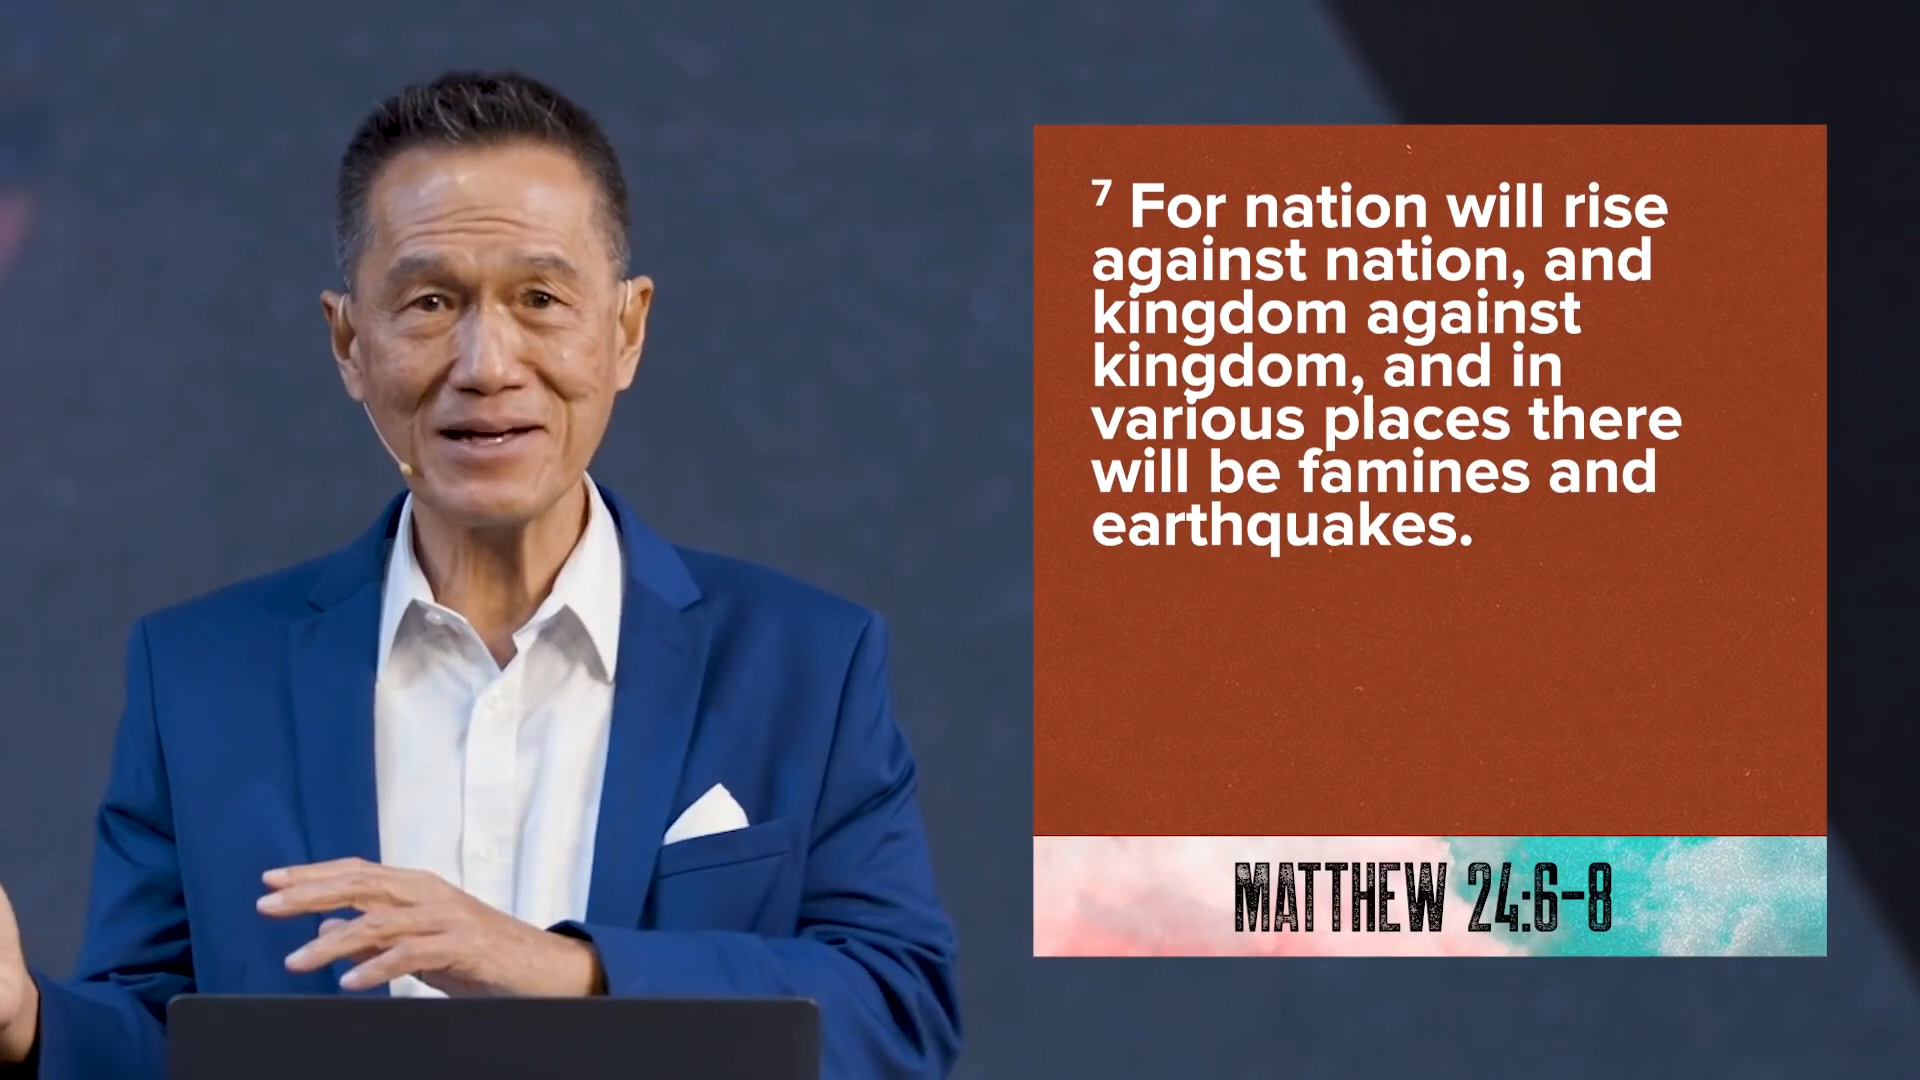 ⁷ For nation will rise
against nation, and
kingdom against
kingdom, and in
various places there
will be famines and
earthquakes.
MATTHEW 24:6-8